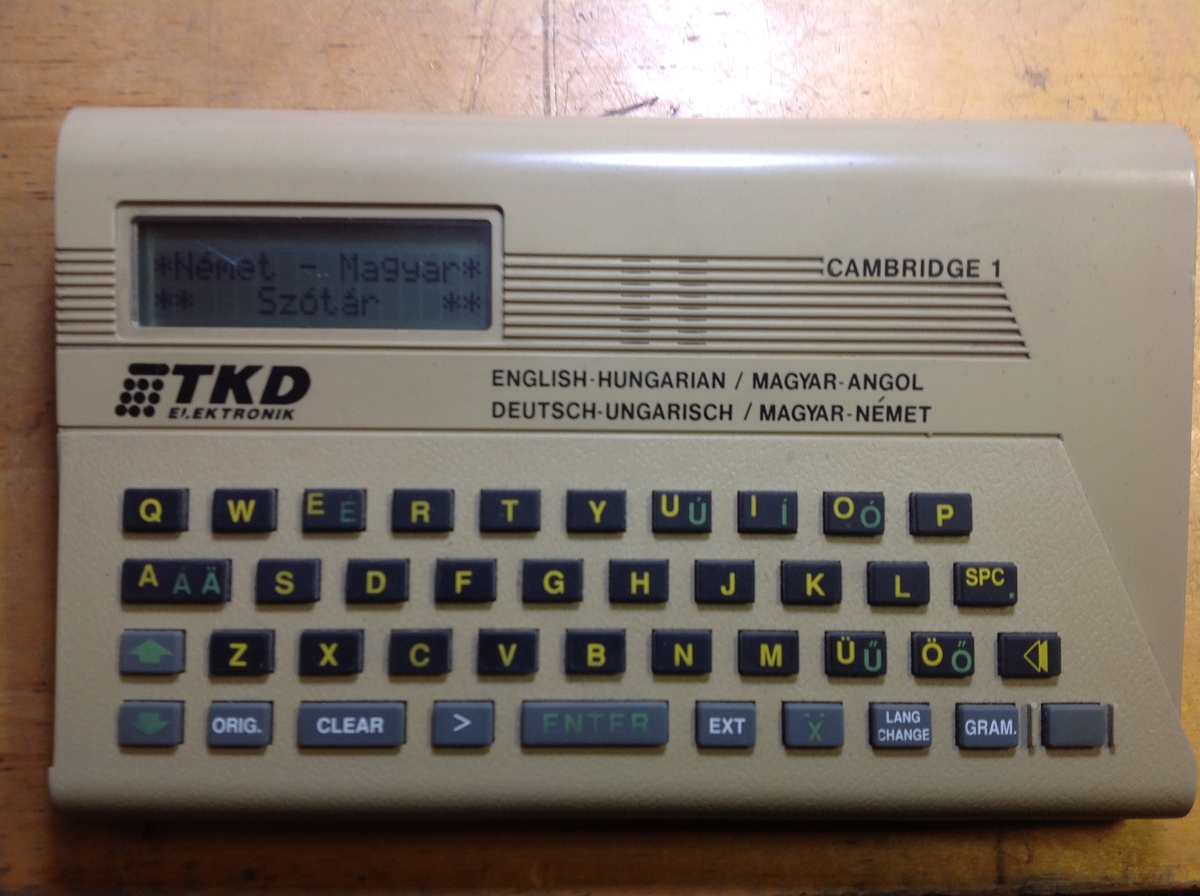 *Német - Magyar*
** Szótár **
CAMBRIDGE 1
TKD
ELEKTRONIK
ENGLISH-HUNGARIAN / MAGYAR-ANGOL
DEUTSCH-UNGARISCH / MAGYAR-NÉMET
Q W E É R T Y U Ú I Í O Ó P
A Á Ä S D F G H J K L SPC .
Z X C V B N M Ü Ű Ö Ő
ORIG. CLEAR > ENTER EXT Ẍ LANG CHANGE GRAM.